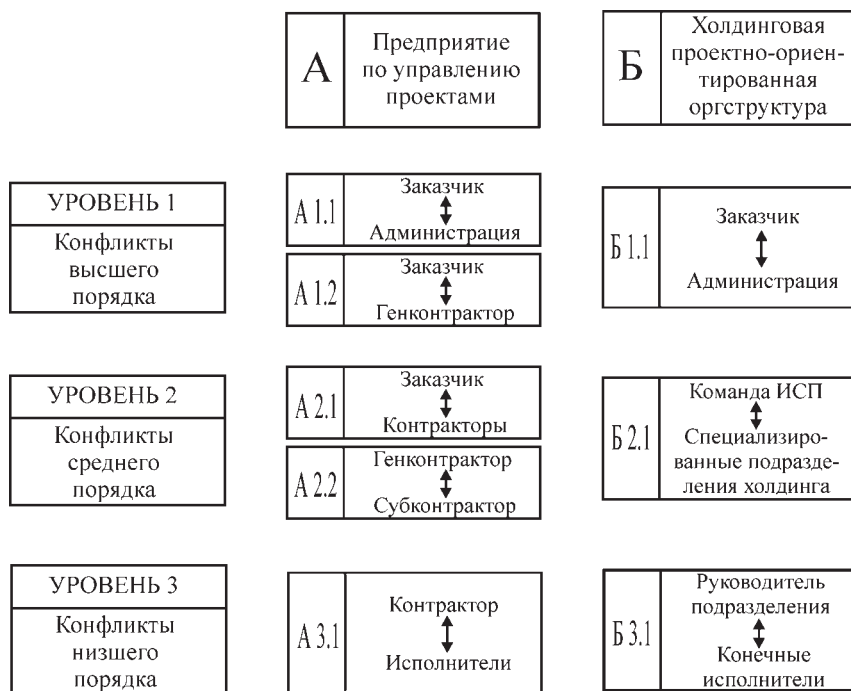 А
Предприятие
по управлению
проектами
Б
Холдинговая
проектно-ориен-
тированная
оргструктура
УРОВЕНЬ 1
Конфликты
высшего
порядка
А 1.1
Заказчик
Администрация
А 1.2
Заказчик
Генконтрактор
Б 1.1
Заказчик
Администрация
УРОВЕНЬ 2
Конфликты
среднего
порядка
А 2.1
Заказчик
Контракторы
А 2.2
Генконтрактор
Субконтрактор
Б 2.1
Команда ИСП
Специализиро-
ванные подразде-
ления холдинга
УРОВЕНЬ 3
Конфликты
низшего
порядка
А 3.1
Контрактор
Исполнители
Б 3.1
Руководитель
подразделения
Конечные
исполнители